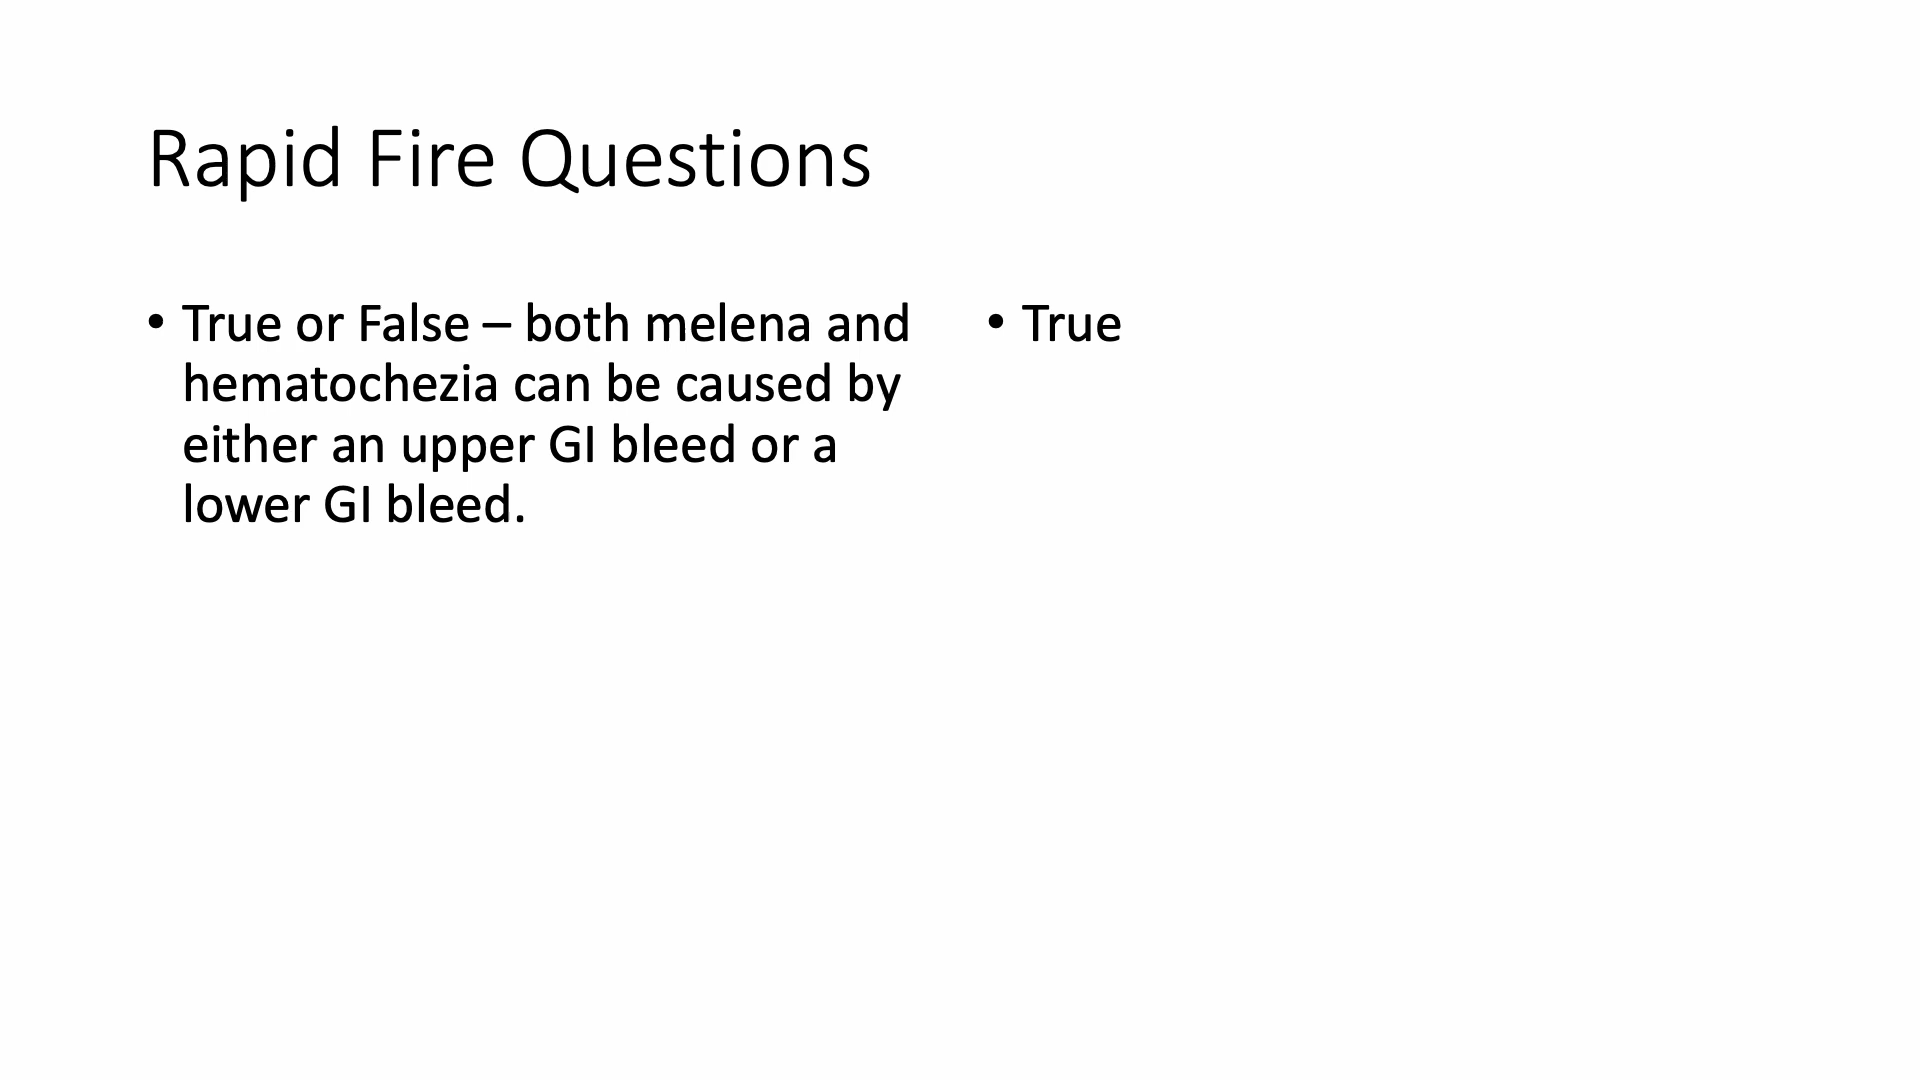 Rapid Fire Questions
• True or False – both melena and
hematochezia can be caused by
either an upper GI bleed or a
lower GI bleed.
• True